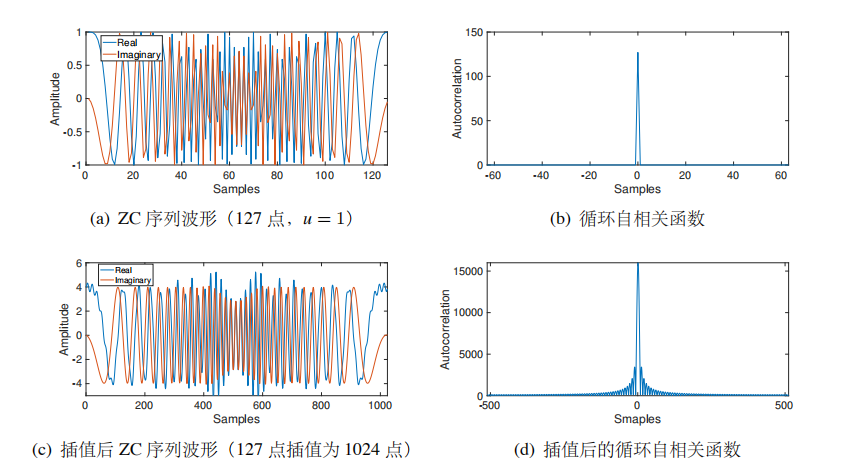 1
0.5
0
-0.5
-1
Amplitude
Real
Imaginary
0 20 40 60 80 100 120
Samples
(a) ZC 序列波形（127 点，u = 1）
150
100
50
0
Autocorrelation
-60 -40 -20 0 20 40 60
Samples
(b) 循环自相关函数
6
4
2
0
-2
-4
Amplitude
Real
Imaginary
0 200 400 600 800 1000
Samples
(c) 插值后 ZC 序列波形（127 点插值为 1024 点）
15000
10000
5000
0
Autocorrelation
-500 0 500
Smaples
(d) 插值后的循环自相关函数